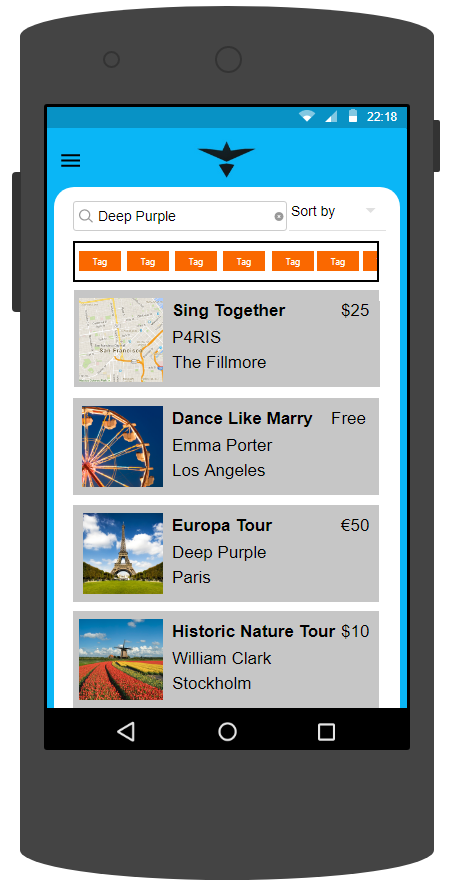 22:18
Deep Purple
Sort by
Tag Tag Tag Tag Tag Tag
San Francisco
Sing Together $25
P4RIS
The Fillmore
Dance Like Marry Free
Emma Porter
Los Angeles
Europa Tour €50
Deep Purple
Paris
Historic Nature Tour $10
William Clark
Stockholm